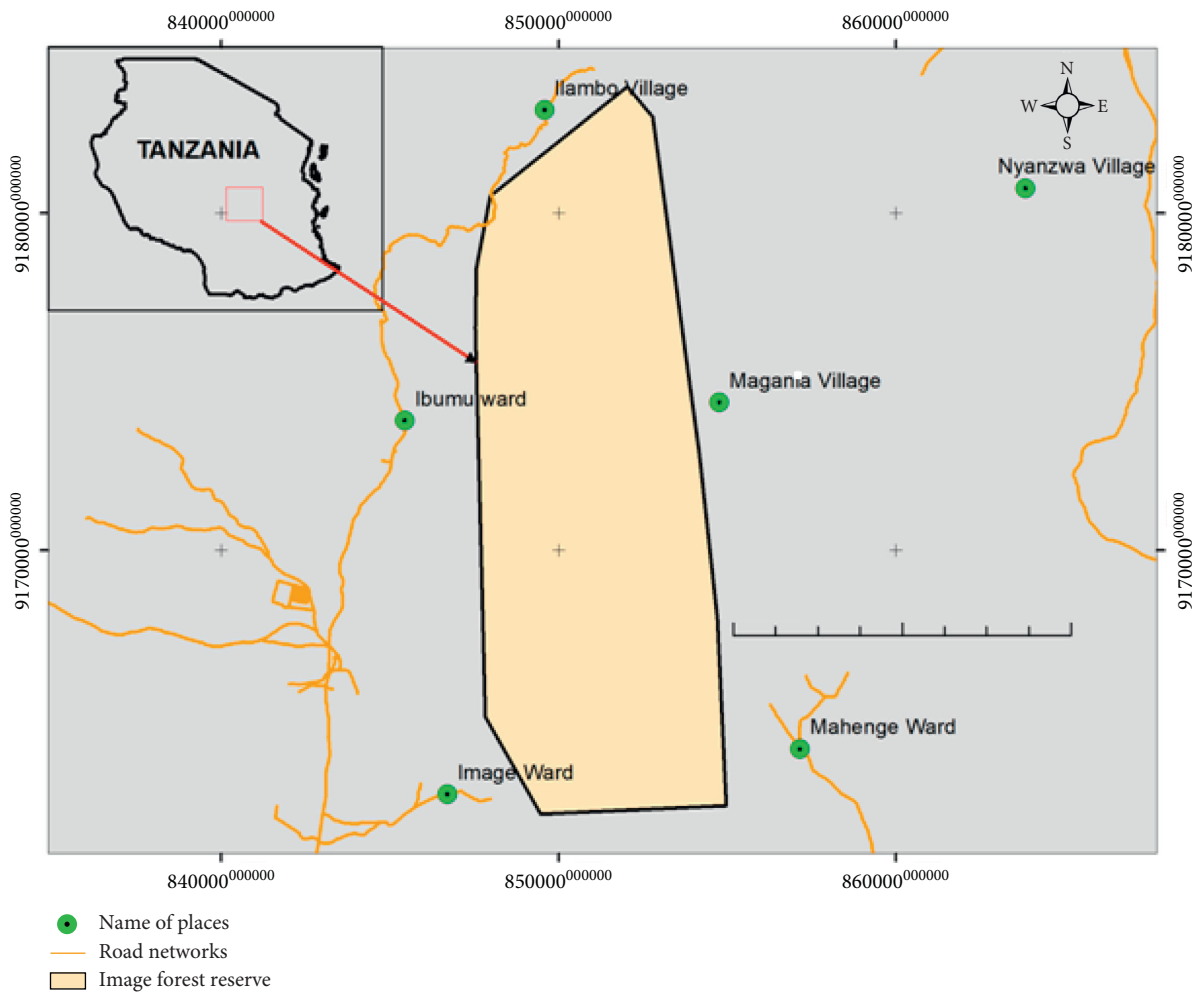 840000⁰⁰⁰⁰⁰⁰ 850000⁰⁰⁰⁰⁰⁰ 860000⁰⁰⁰⁰⁰⁰
N
W E
S
Ilambo Village
TANZANIA
Nyanzwa Village
9180000⁰⁰⁰⁰⁰⁰ 9180000⁰⁰⁰⁰⁰⁰
Magania Village
Ibumu ward
9170000⁰⁰⁰⁰⁰⁰ 9170000⁰⁰⁰⁰⁰⁰
Mahenge Ward
Image Ward
840000⁰⁰⁰⁰⁰⁰ 850000⁰⁰⁰⁰⁰⁰ 860000⁰⁰⁰⁰⁰⁰
Name of places
Road networks
Image forest reserve